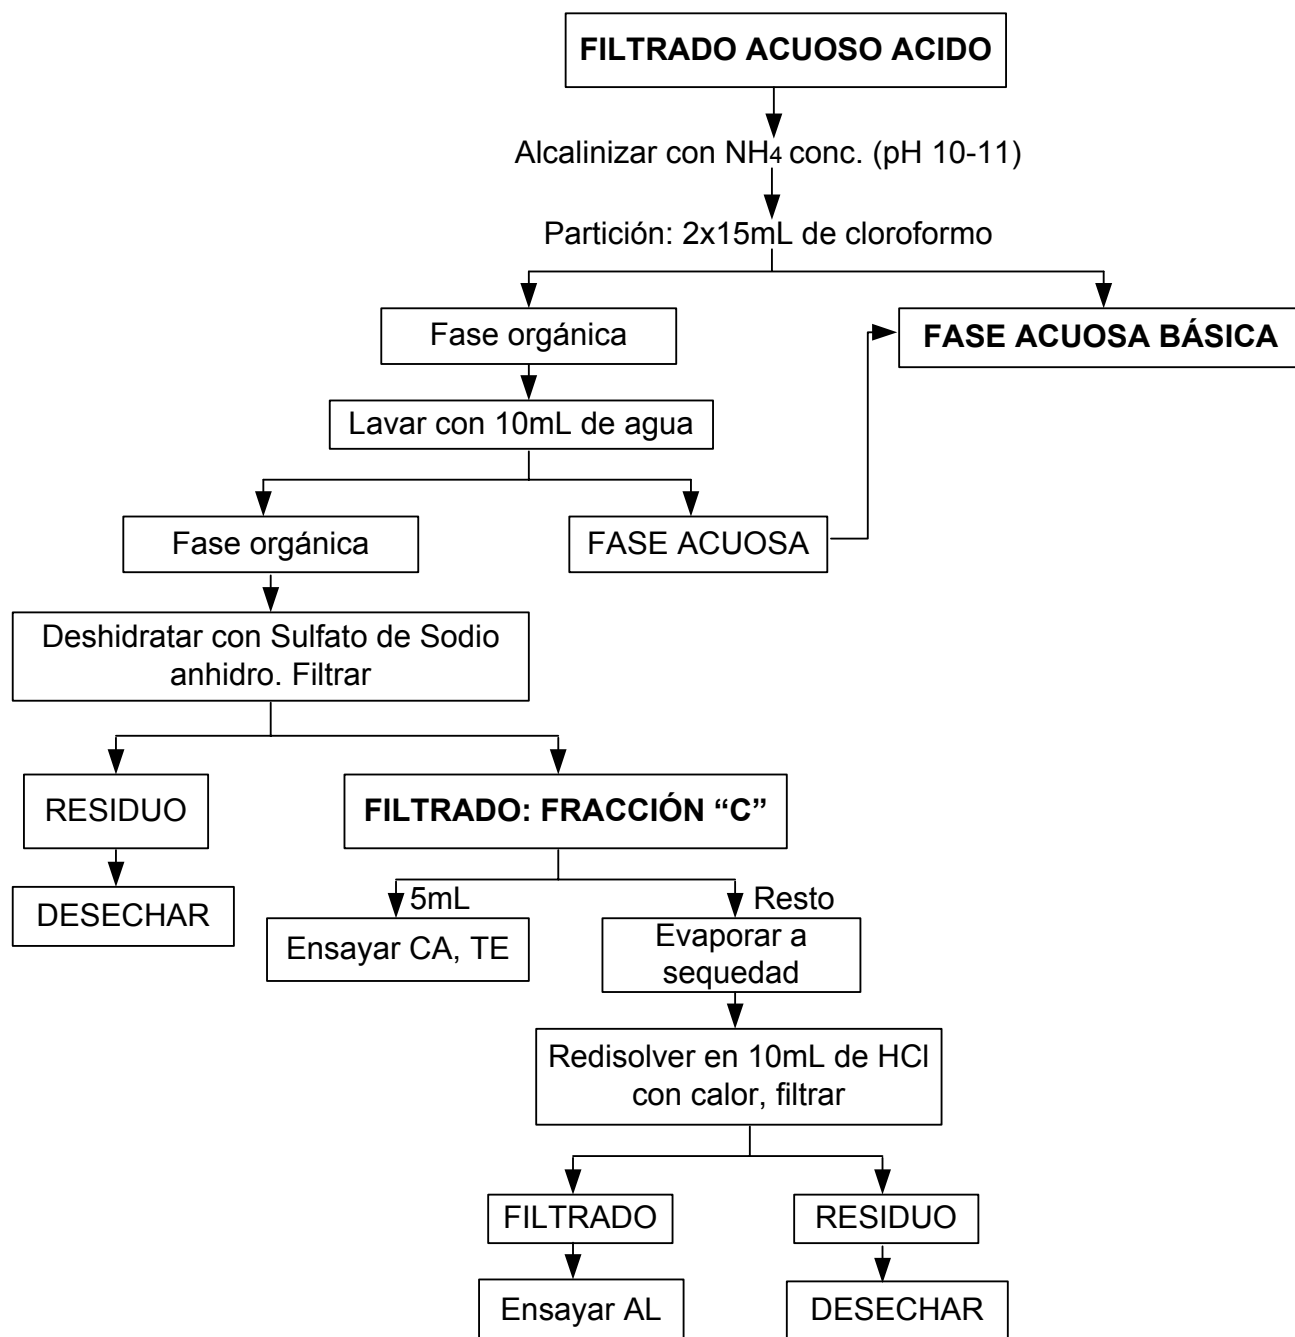 FILTRADO ACUOSO ACIDO
Alcalinizar con NH4 conc. (pH 10-11)
Partición: 2x15mL de cloroformo
Fase orgánica
FASE ACUOSA BÁSICA
Lavar con 10mL de agua
Fase orgánica
FASE ACUOSA
Deshidratar con Sulfato de Sodio
anhidro. Filtrar
RESIDUO
FILTRADO: FRACCIÓN “C”
DESECHAR
5mL
Resto
Ensayar CA, TE
Evaporar a
sequedad
Redisolver en 10mL de HCl
con calor, filtrar
FILTRADO
RESIDUO
Ensayar AL
DESECHAR